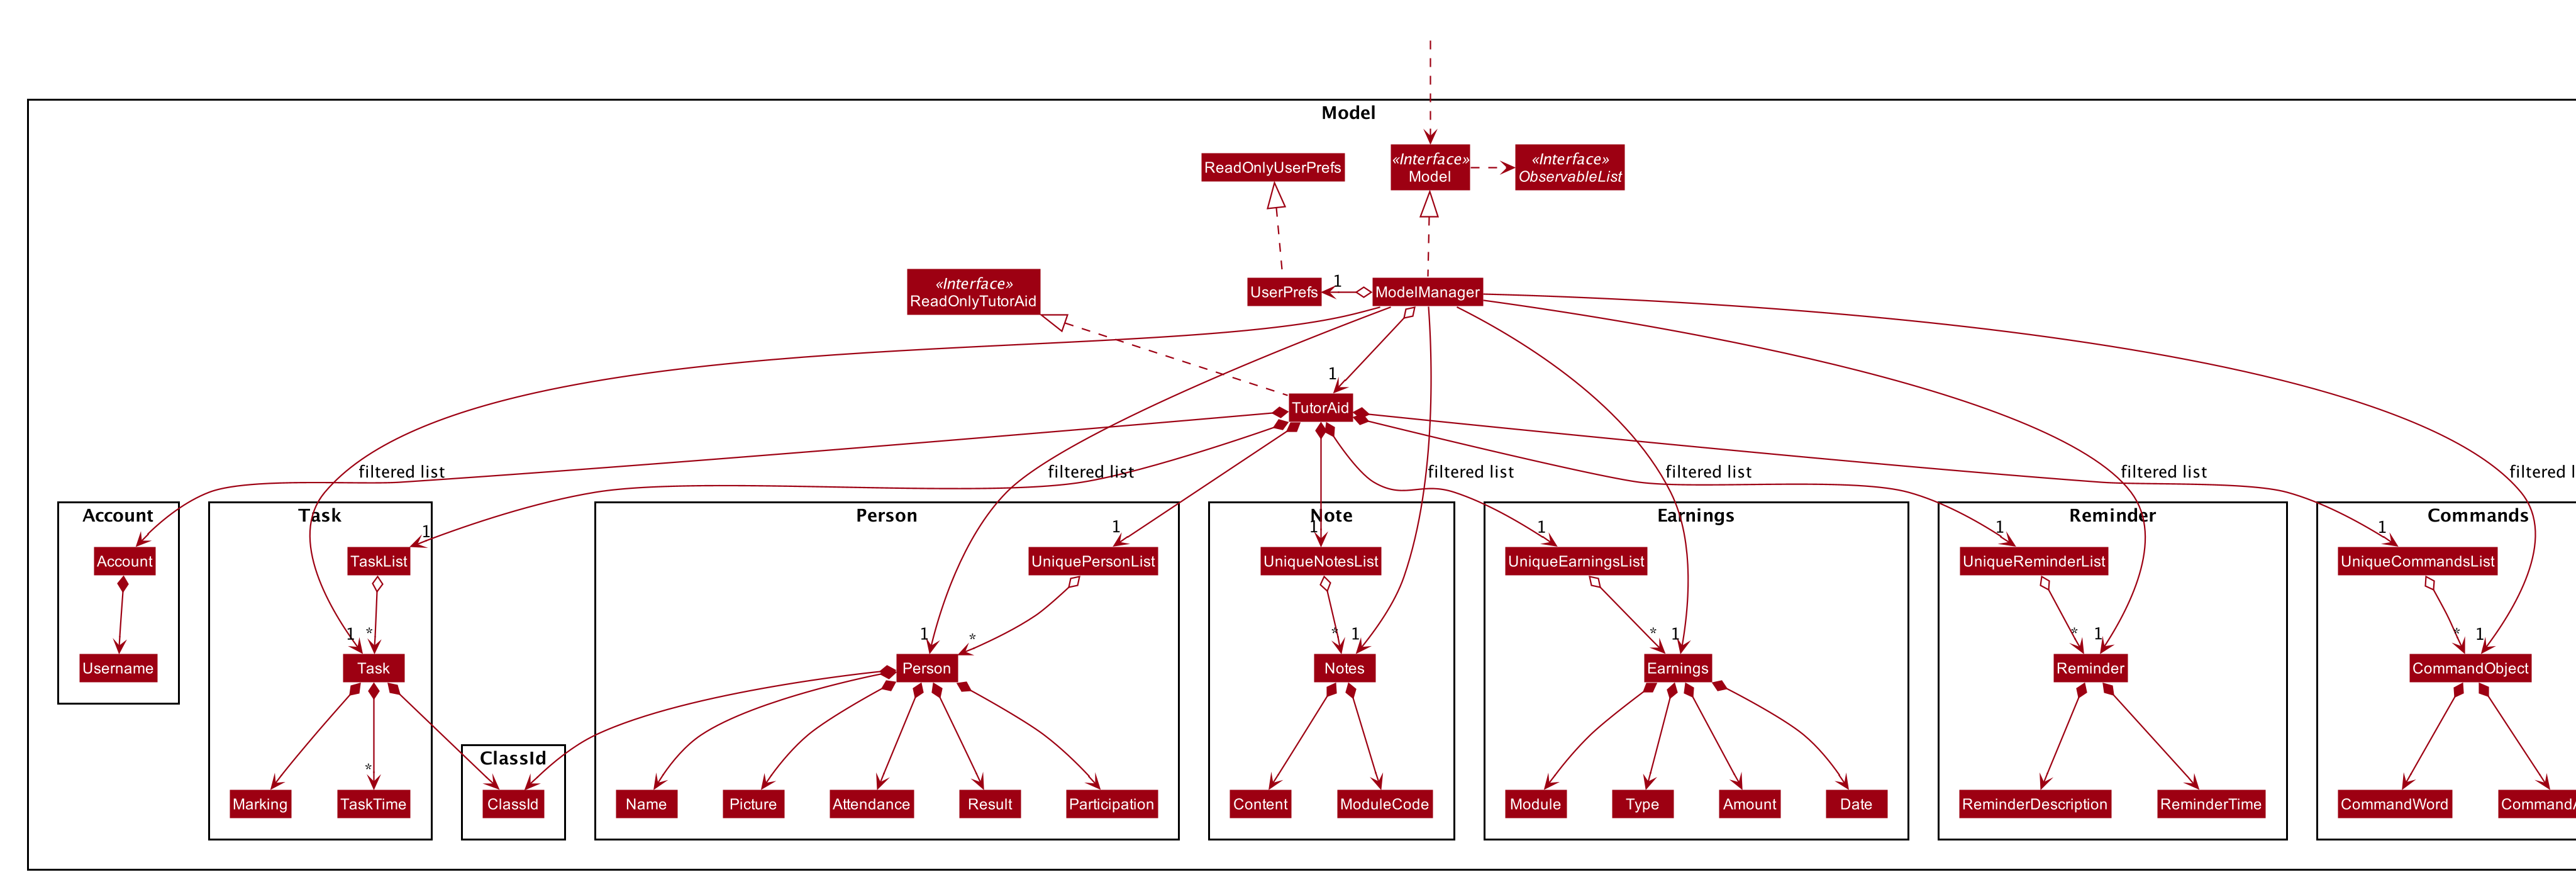 Model
ReadOnlyUserPrefs
«Interface»
Model
«Interface»
ObservableList
«Interface»
ReadOnlyTutorAid
UserPrefs
1
ModelManager
1
TutorAid
filtered list
filtered list
filtered list
filtered list
filtered list
filtered
Account
Task
Person
Note
Earnings
Reminder
Commands
1
1
1
1
1
1
Account
TaskList
UniquePersonList
UniqueNotesList
UniqueEarningsList
UniqueReminderList
UniqueCommandsList
1
*
1
*
*
1
*
1
*
1
*
1
Username
Task
Person
Notes
Earnings
Reminder
CommandObject
ClassId
*
Marking
TaskTime
ClassId
Name
Picture
Attendance
Result
Participation
Content
ModuleCode
Module
Type
Amount
Date
ReminderDescription
ReminderTime
CommandWord